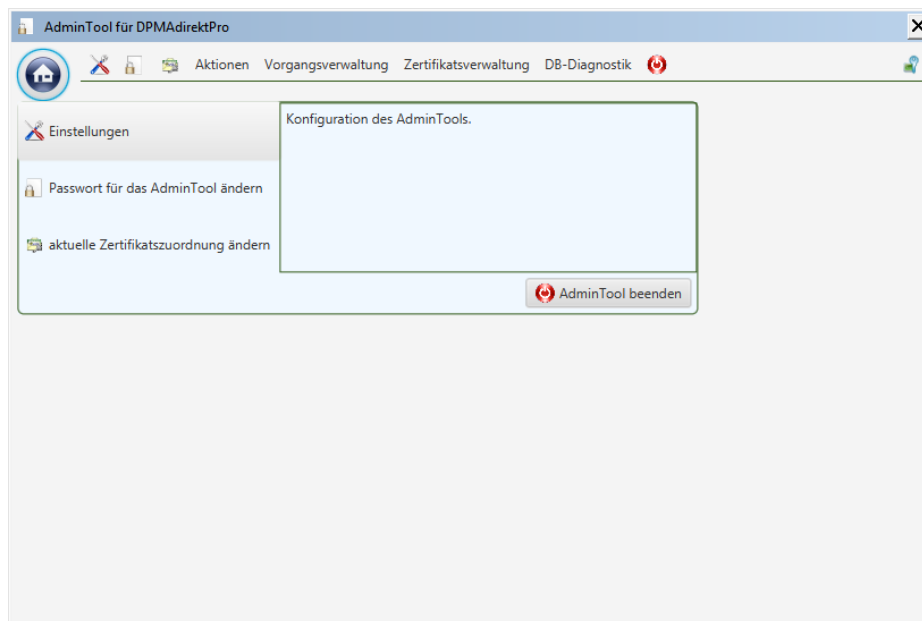 AdminTool für DPMAdirektPro
Aktionen Vorgangsverwaltung Zertifikatsverwaltung DB-Diagnostik
Einstellungen
Konfiguration des AdminTools.
Passwort für das AdminTool ändern
aktuelle Zertifikatszuordnung ändern
AdminTool beenden